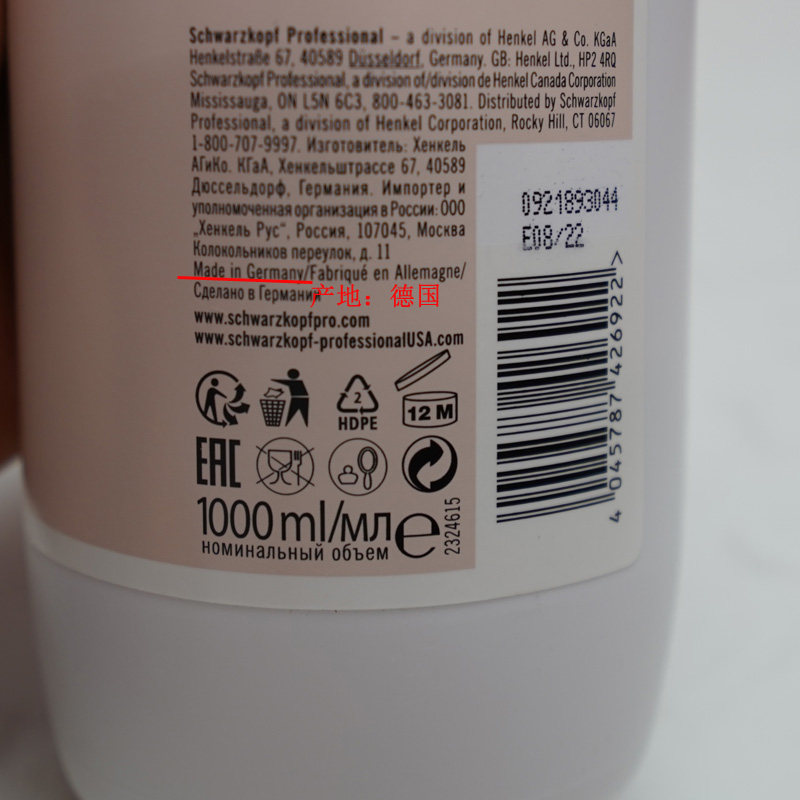 Schwarzkopf Professional – a division of Henkel AG & Co. KGaA
Henkelstraße 67, 40589 Düsseldorf, Germany. GB: Henkel Ltd., HP2 4RQ
Schwarzkopf Professional, a division of/division de Henkel Canada Corporation
Mississauga, ON L5N 6C3, 800-463-3081. Distributed by Schwarzkopf
Professional, a division of Henkel Corporation, Rocky Hill, CT 06067
1-800-707-9997. Изготовитель: Хенкель
АГиКо. КГаА, Хенкельштрассе 67, 40589
Дюссельдорф, Германия. Импортер и
уполномоченная организация в России: ООО
„Хенкель Рус“, Россия, 107045, Москва
Колокольников переулок, д. 11
Made in Germany/Fabriqué en Allemagne/
Сделано в Германии
产地：德国
www.schwarzkopfpro.com
www.schwarzkopf-professionalUSA.com
0921893044
E08/22
2
HDPE
12 M
EAC
1000 ml/мл e
номинальный объем
2324615
4 045787 426922 >